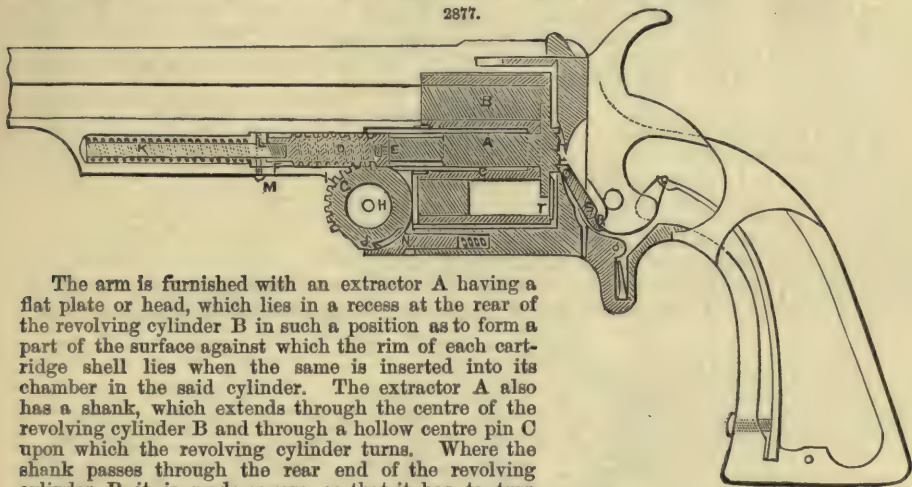 2877.
B
K
D
E
A
C
M
G
H
T
J
N
The arm is furnished with an extractor A having a
flat plate or head, which lies in a recess at the rear of
the revolving cylinder B in such a position as to form a
part of the surface against which the rim of each cart-
ridge shell lies when the same is inserted into its
chamber in the said cylinder. The extractor A also
has a shank, which extends through the centre of the
revolving cylinder B and through a hollow centre pin C
upon which the revolving cylinder turns. Where the
shank passes through the rear end of the revolving